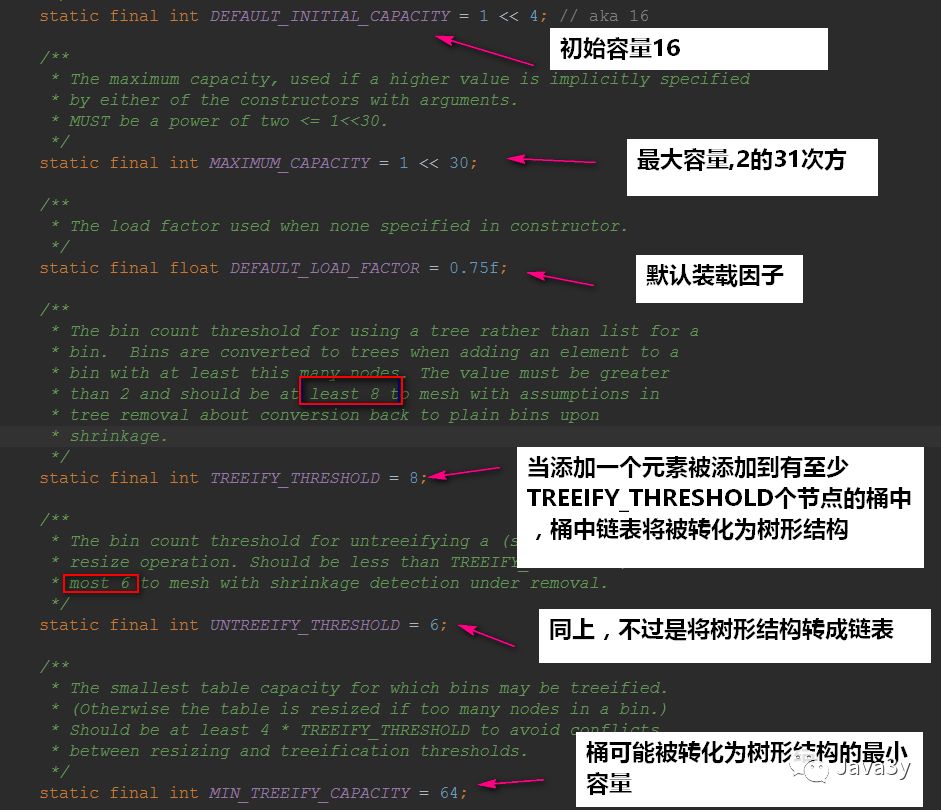 static final int DEFAULT_INITIAL_CAPACITY = 1 << 4; // aka 16
初始容量16
/**
* The maximum capacity, used if a higher value is implicitly specified
* by either of the constructors with arguments.
* MUST be a power of two <= 1<<30.
*/
static final int MAXIMUM_CAPACITY = 1 << 30;
最大容量,2的31次方
/**
* The load factor used when none specified in constructor.
*/
static final float DEFAULT_LOAD_FACTOR = 0.75f;
默认装载因子
/**
* The bin count threshold for using a tree rather than list for a
* bin.  Bins are converted to trees when adding an element to a
* bin with at least this many nodes. The value must be greater
* than 2 and should be at least 8 to mesh with assumptions in
* tree removal about conversion back to plain bins upon
* shrinkage.
*/
static final int TREEIFY_THRESHOLD = 8;
当添加一个元素被添加到有至少
TREEIFY_THRESHOLD个节点的桶中
，桶中链表将被转化为树形结构
/**
* The bin count threshold for untreeifying a (s
* resize operation. Should be less than TREEIFY_
* most 6 to mesh with shrinkage detection under removal.
*/
static final int UNTREEIFY_THRESHOLD = 6;
同上，不过是将树形结构转成链表
/**
* The smallest table capacity for which bins may be treeified.
* (Otherwise the table is resized if too many nodes in a bin.)
* Should be at least 4 * TREEIFY_THRESHOLD to avoid conflicts
* between resizing and treeification thresholds.
*/
static final int MIN_TREEIFY_CAPACITY = 64;
桶可能被转化为树形结构的最小
容量
Java3y